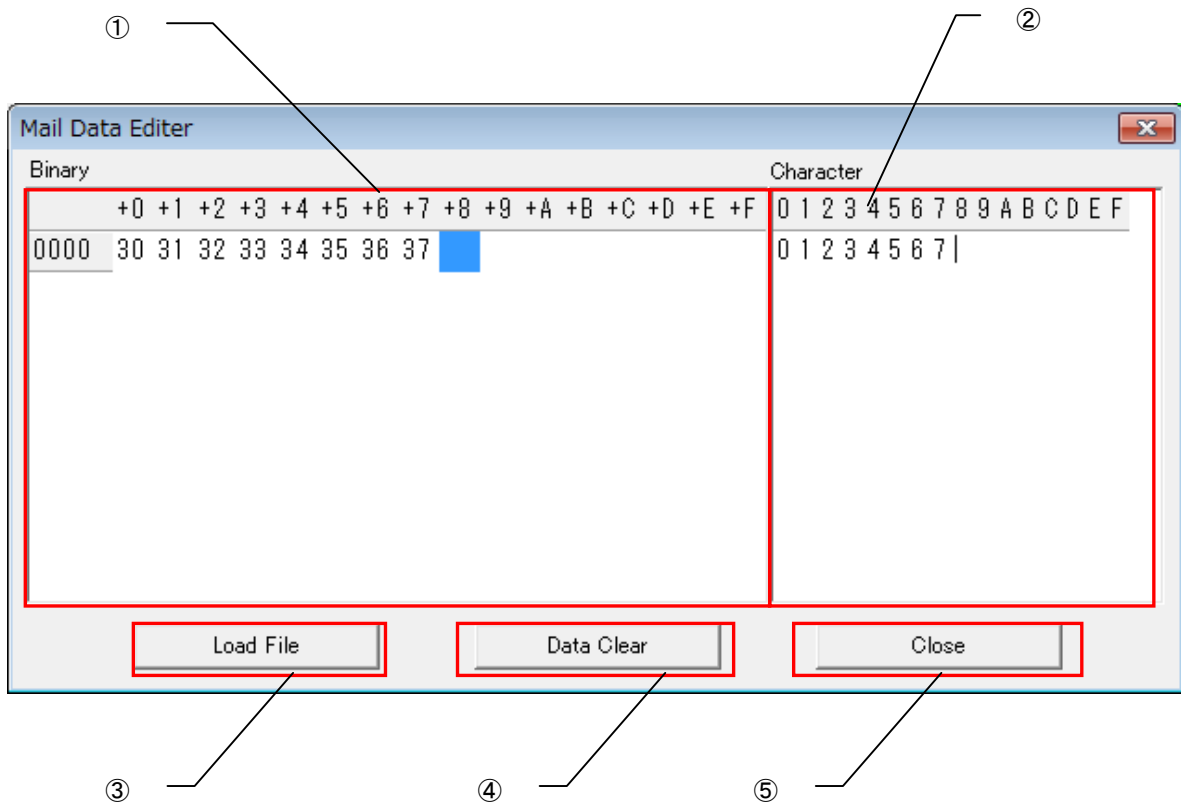 ① ②
Mail Data Editer
Binary Character
+0 +1 +2 +3 +4 +5 +6 +7 +8 +9 +A +B +C +D +E +F 0 1 2 3 4 5 6 7 8 9 A B C D E F
0000 30 31 32 33 34 35 36 37 0 1 2 3 4 5 6 7
Load File Data Clear Close
③ ④ ⑤